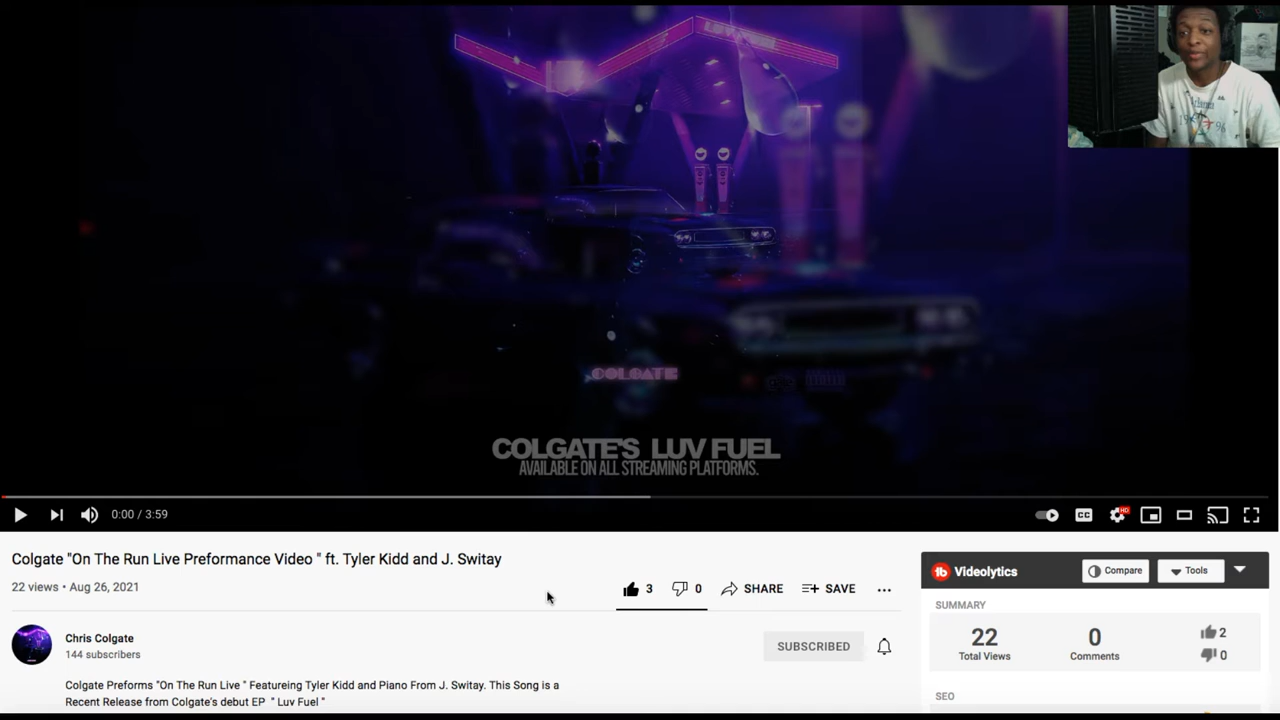 COLGATE
COLGATE'S LUV FUEL
AVAILABLE ON ALL STREAMING PLATFORMS.
0:00 / 3:59
CC
HD
Colgate "On The Run Live Preformance Video " ft. Tyler Kidd and J. Switay
22 views • Aug 26, 2021
3
0
SHARE
SAVE
Chris Colgate
144 subscribers
SUBSCRIBED
Colgate Preforms "On The Run Live " Featureing Tyler Kidd and Piano From J. Switay. This Song is a
Recent Release from Colgate's debut EP " Luv Fuel "
tb Videolytics
Compare
Tools
SUMMARY
22
Total Views
0
Comments
2
0
SEO